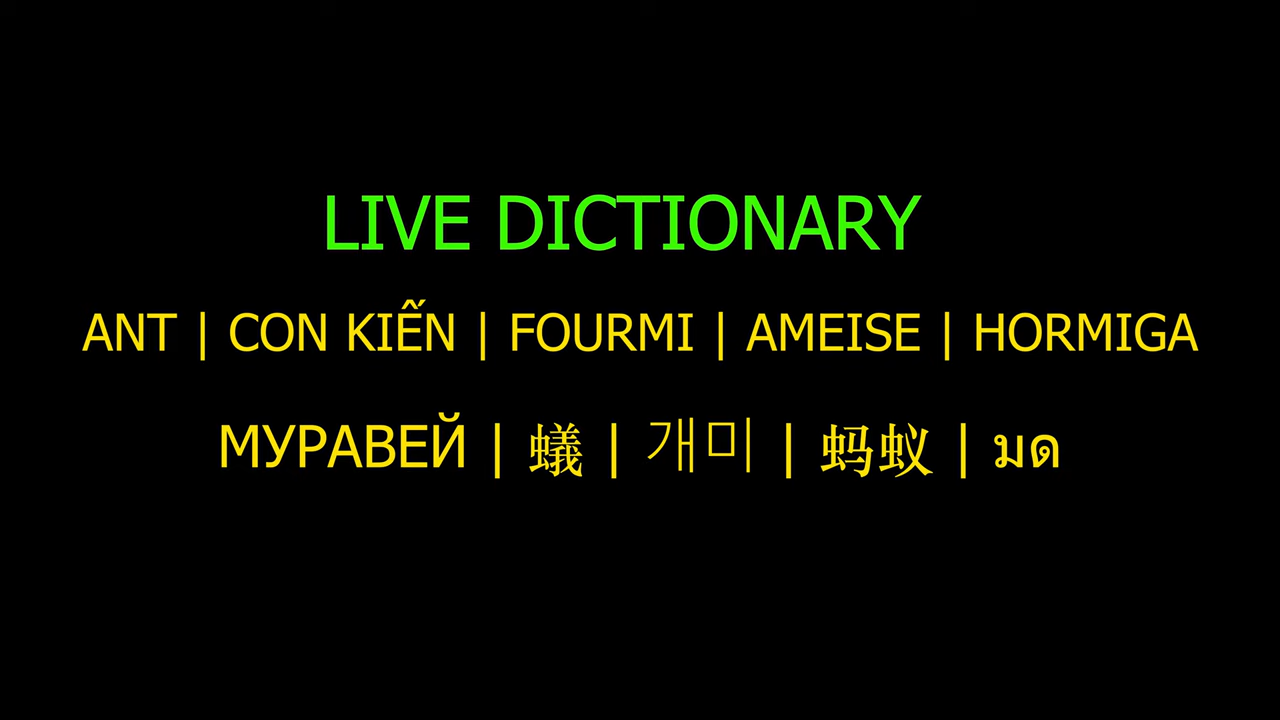 LIVE DICTIONARY
ANT | CON KIẾN | FOURMI | AMEISE | HORMIGA
МУРАВЕЙ | 蟻 | 개미 | 蚂蚁 | มด